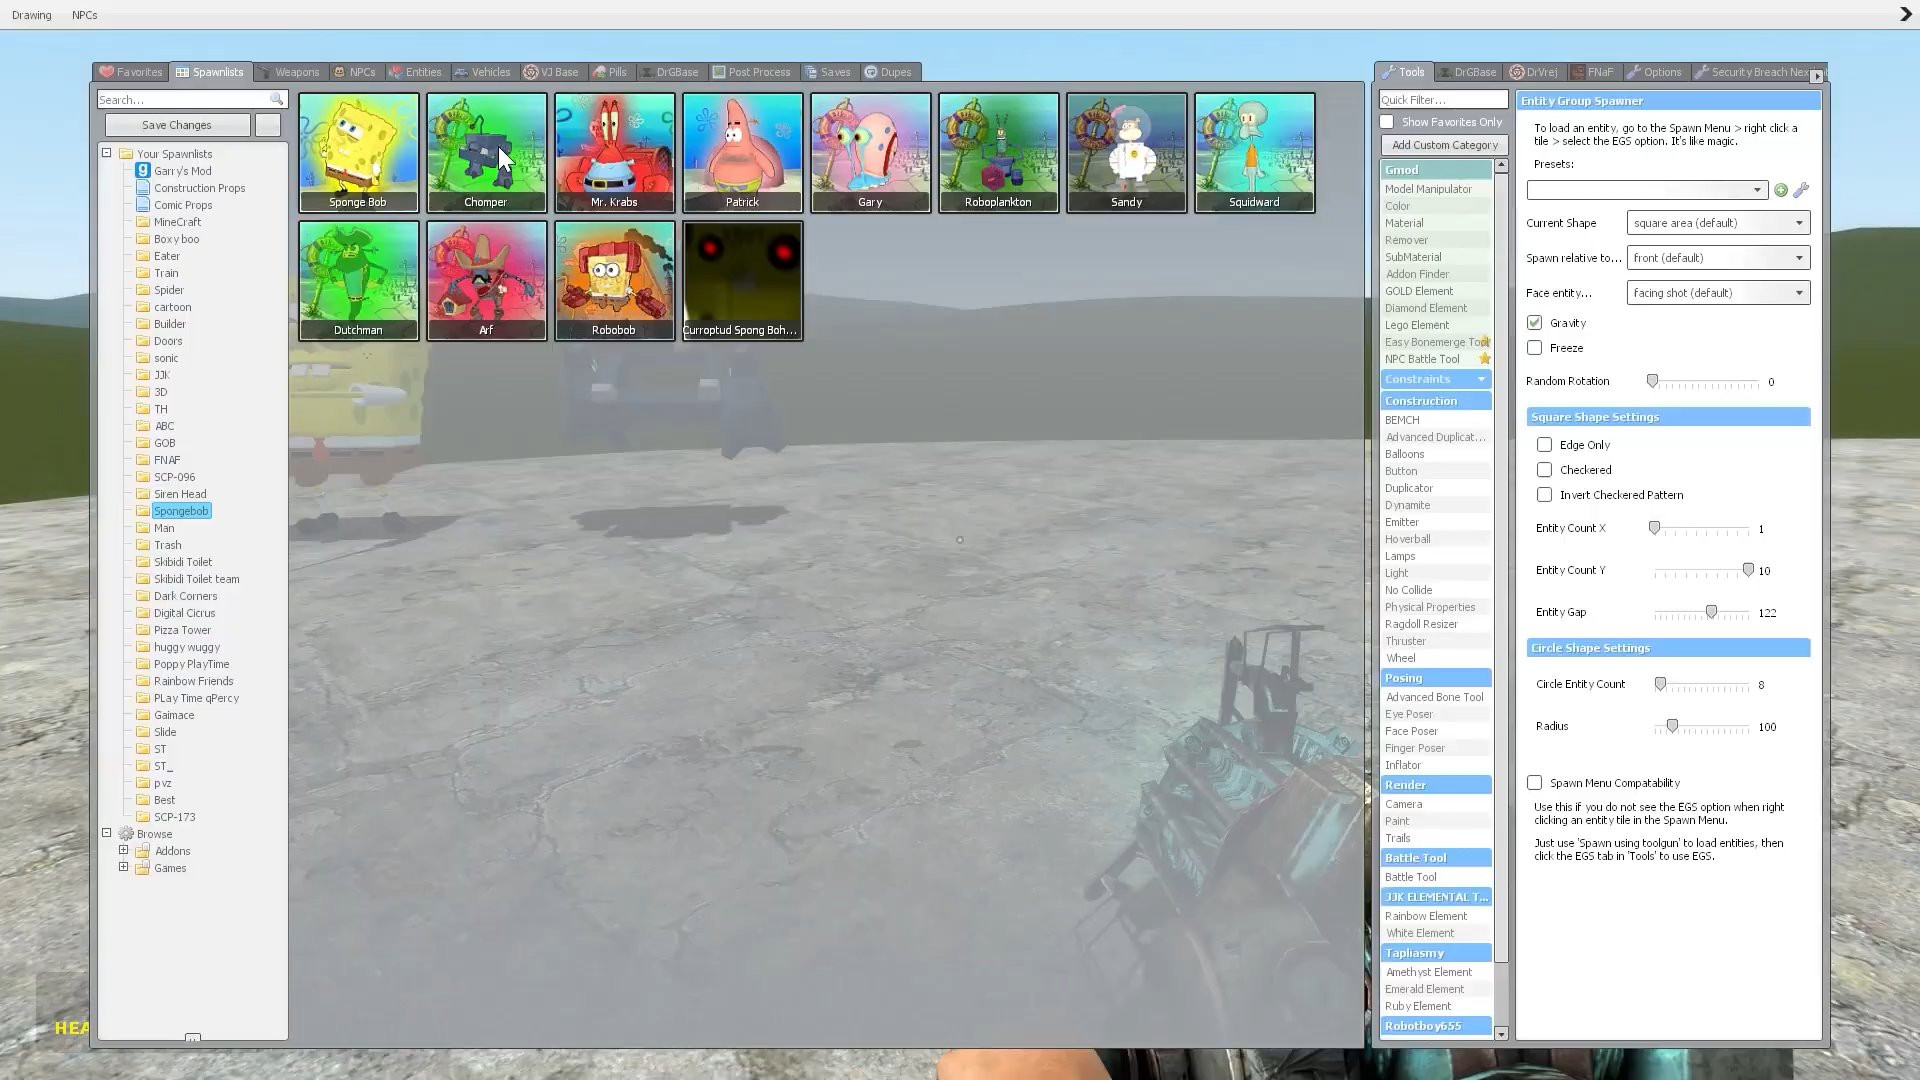 Drawing NPCs
Favorites Spawnlists Weapons NPCs Entities Vehicles VJ Base Pills DrGBase Post Process Saves Dupes
Search...
Save Changes
Your Spawnlists
Garry's Mod
Construction Props
Comic Props
MineCraft
Boxy boo
Eater
Train
Spider
cartoon
Builder
Doors
sonic
JJK
3D
TH
ABC
GOB
FNAF
SCP-096
Siren Head
Spongebob
Man
Trash
Skibidi Toilet
Skibidi Toilet team
Dark Corners
Digital Cicrus
Pizza Tower
huggy wuggy
Poppy PlayTime
Rainbow Friends
PLay Time qPercy
Gaimace
Slide
ST
ST_
pvz
Best
SCP-173
Browse
Addons
Games
Sponge Bob Chomper Mr. Krabs Patrick Gary Roboplankton Sandy Squidward
Dutchman Arf Robobob Curroptud Spong Boh...
HEA
Tools DrGBase DrVrej FNaF Options Security Breach Nex
Quick Filter...
Show Favorites Only
Add Custom Category
Gmod
Model Manipulator
Color
Material
Remover
SubMaterial
Addon Finder
GOLD Element
Diamond Element
Lego Element
Easy Bonemerge Tool
NPC Battle Tool
Constraints
Construction
BEMCH
Advanced Duplicat...
Balloons
Button
Duplicator
Dynamite
Emitter
Hoverball
Lamps
Light
No Collide
Physical Properties
Ragdoll Resizer
Thruster
Wheel
Posing
Advanced Bone Tool
Eye Poser
Face Poser
Finger Poser
Inflator
Render
Camera
Paint
Trails
Battle Tool
Battle Tool
JJK ELEMENTAL T...
Rainbow Element
White Element
Tapliasmy
Amethyst Element
Emerald Element
Ruby Element
Robotboy655
Entity Group Spawner
To load an entity, go to the Spawn Menu > right click a
tile > select the EGS option. It's like magic.
Presets:
Current Shape square area (default)
Spawn relative to... front (default)
Face entity... facing shot (default)
Gravity
Freeze
Random Rotation 0
Square Shape Settings
Edge Only
Checkered
Invert Checkered Pattern
Entity Count X 1
Entity Count Y 10
Entity Gap 122
Circle Shape Settings
Circle Entity Count 8
Radius 100
Spawn Menu Compatability
Use this if you do not see the EGS option when right
clicking an entity tile in the Spawn Menu.
Just use 'Spawn using toolgun' to load entities, then
click the EGS tab in 'Tools' to use EGS.